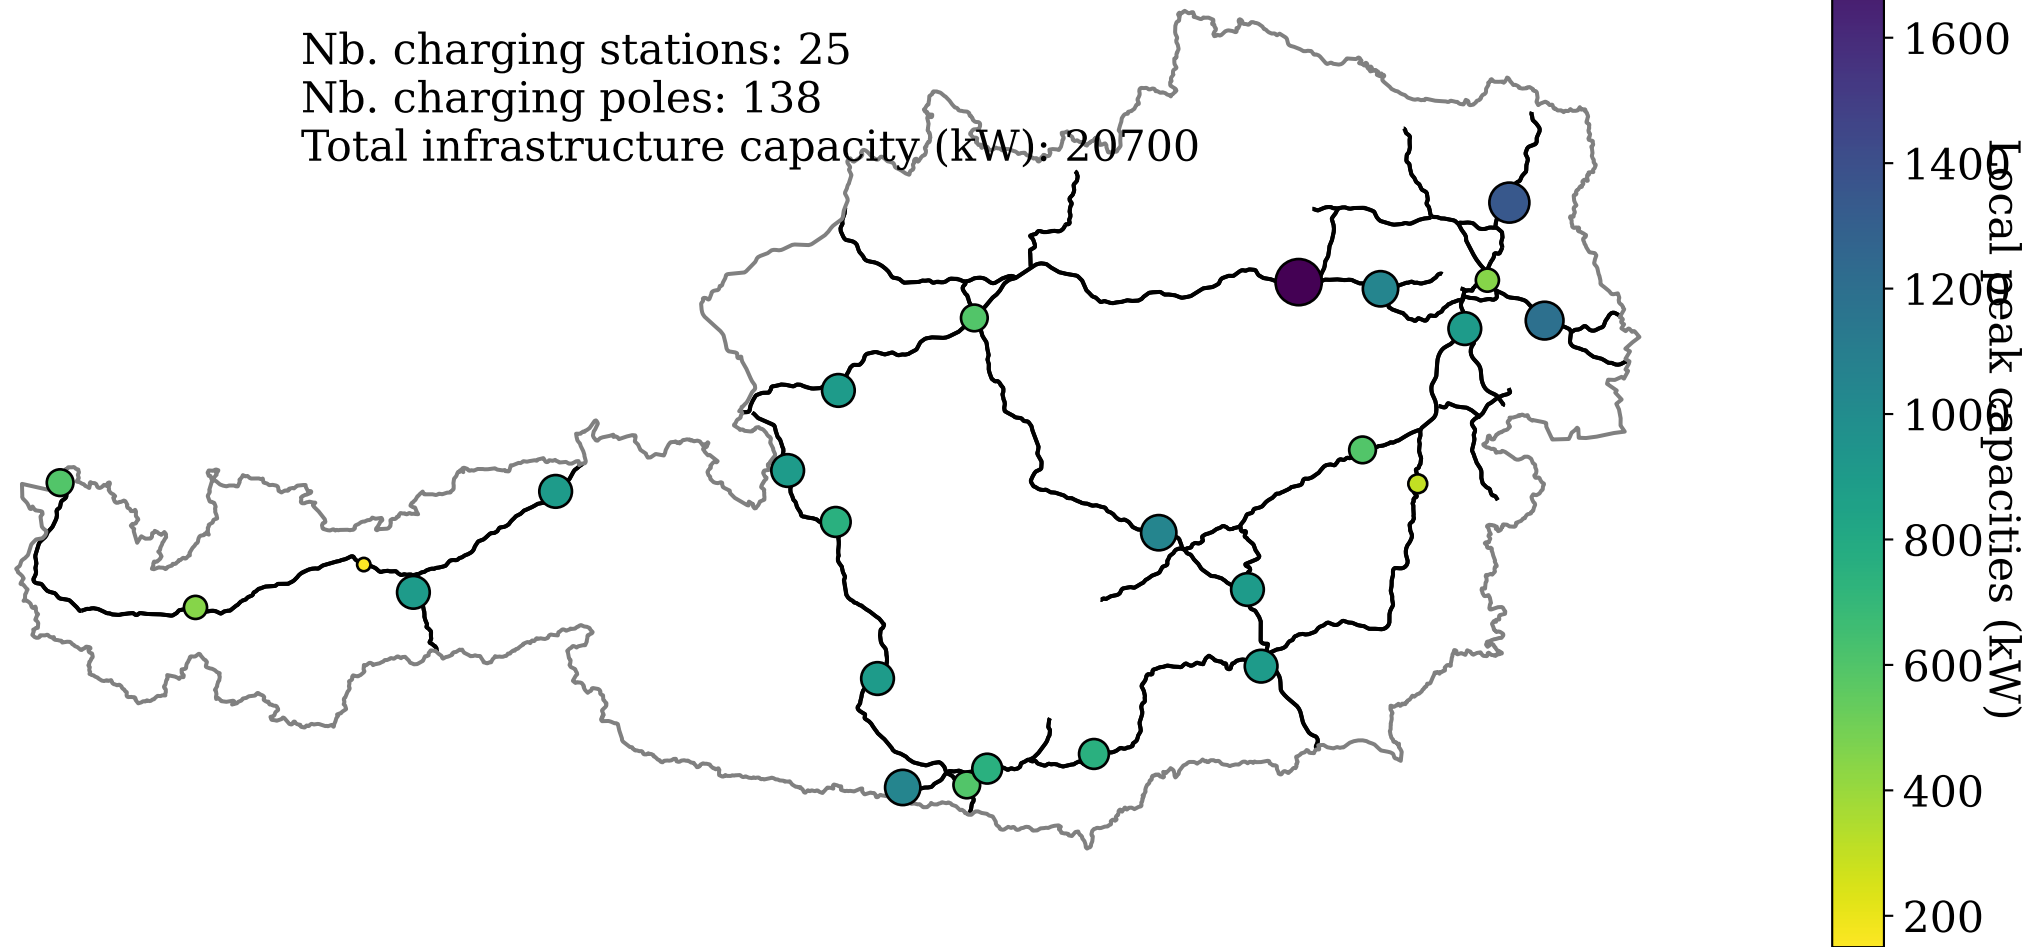 Nb. charging stations: 25
Nb. charging poles: 138
Total infrastructure capacity (kW): 20700
1600
1400
1200
1000
800
600
400
200
Local peak capacities (kW)